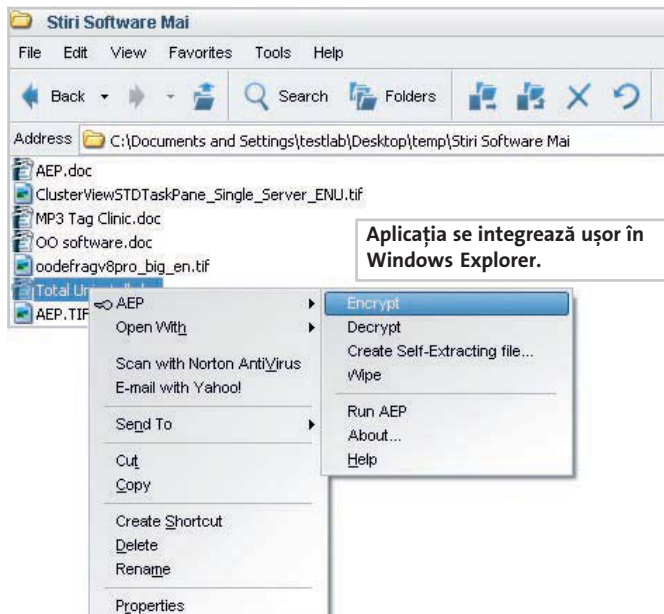 Stiri Software Mai
File Edit View Favorites Tools Help
Back Search Folders
Address C:\Documents and Settings\testlab\Desktop\temp\Stiri Software Mai
AEP.doc
ClusterViewSTDTaskPane_Single_Server_ENU.tif
MP3 Tag Clinic.doc
OO software.doc
oodefragv8pro_big_en.tif
Total
AEP.TIF
Aplicația se integrează ușor în
Windows Explorer.
AEP
Open With
Scan with Norton AntiVirus
E-mail with Yahoo!
Send To
Cut
Copy
Create Shortcut
Delete
Rename
Properties
Encrypt
Decrypt
Create Self-Extracting file...
Wipe
Run AEP
About...
Help